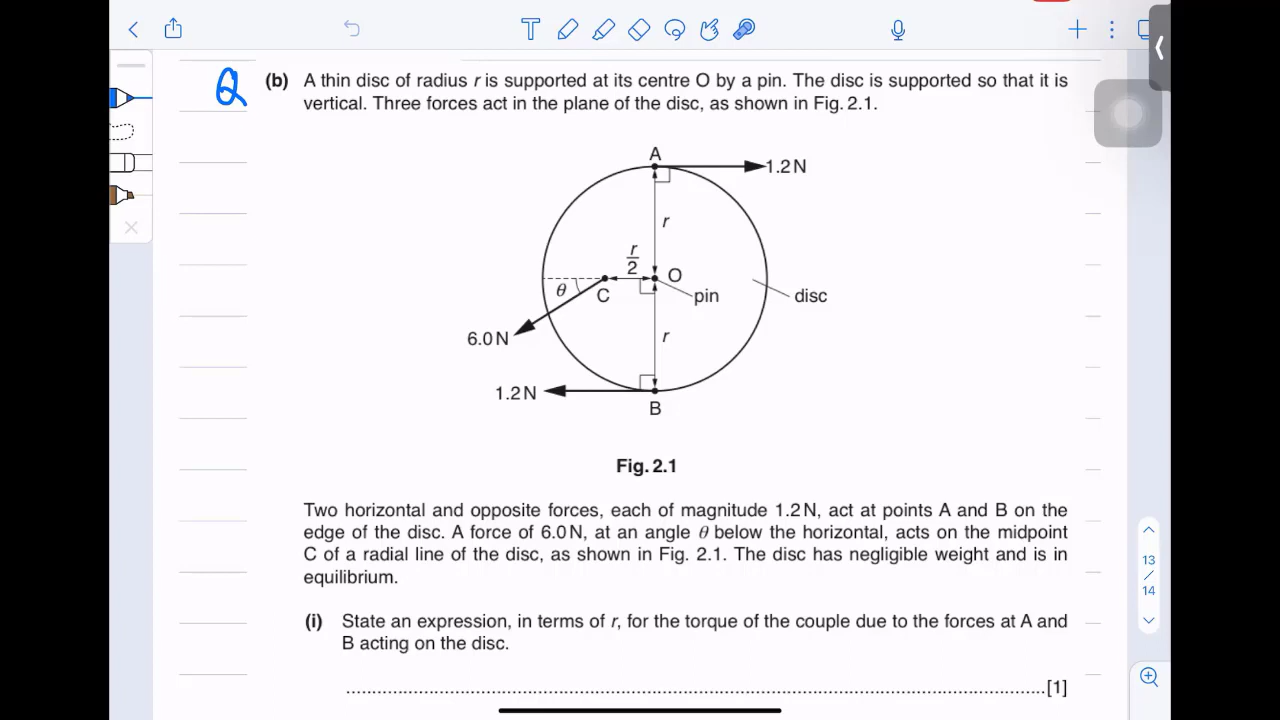 Q (b) A thin disc of radius r is supported at its centre O by a pin. The disc is supported so that it is
vertical. Three forces act in the plane of the disc, as shown in Fig. 2.1.
A
1.2 N
r
r
2
O
θ
C
pin
disc
6.0 N
r
1.2 N
B
Fig. 2.1
Two horizontal and opposite forces, each of magnitude 1.2 N, act at points A and B on the
edge of the disc. A force of 6.0 N, at an angle θ below the horizontal, acts on the midpoint
C of a radial line of the disc, as shown in Fig. 2.1. The disc has negligible weight and is in
equilibrium.
(i) State an expression, in terms of r, for the torque of the couple due to the forces at A and
B acting on the disc.
......................................................................................................................................[1]
13
/
14